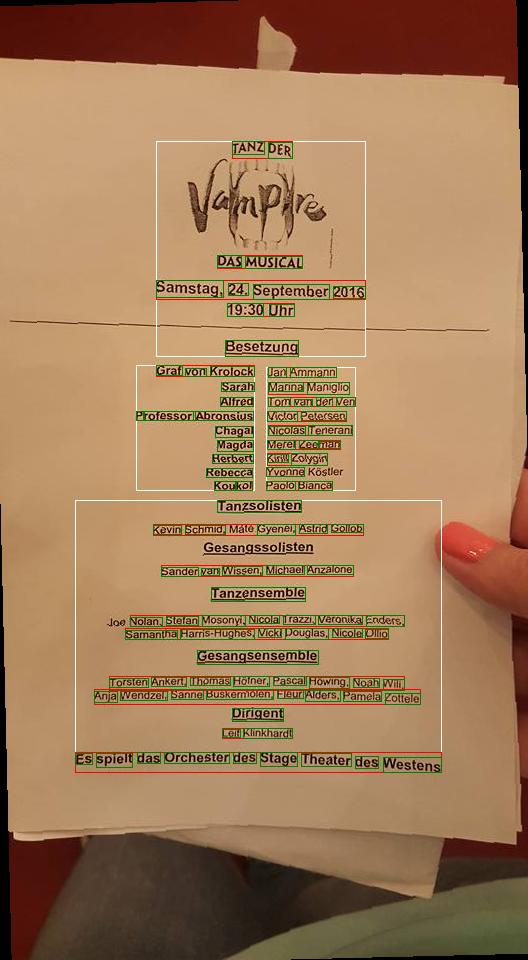 TANZ DER
Vampire
DAS MUSICAL
Samstag, 24. September 2016
19:30 Uhr
Besetzung
Graf von Krolock Jan Ammann
Sarah Marina Maniglio
Alfred Tom van der Ven
Professor Abronsius Victor Petersen
Chagal Nicolas Tenerani
Magda Merel Zeeman
Herbert Kirill Zolygin
Rebecca Yvonne Köstler
Koukol Paolo Bianca
Tanzsolisten
Kevin Schmid, Máté Gyenei, Astrid Gollob
Gesangssolisten
Sander van Wissen, Michael Anzalone
Tanzensemble
Joe Nolan, Stefan Mosonyi, Nicola Trazzi, Veronika Enders,
Samantha Harris-Hughes, Vicki Douglas, Nicole Ollio
Gesangsensemble
Torsten Ankert, Thomas Höfner, Pascal Höwing, Noah Wili,
Anja Wendzel, Sanne Buskermolen, Fleur Alders, Pamela Zottele
Dirigent
Leif Klinkhardt
Es spielt das Orchester des Stage Theater des Westens